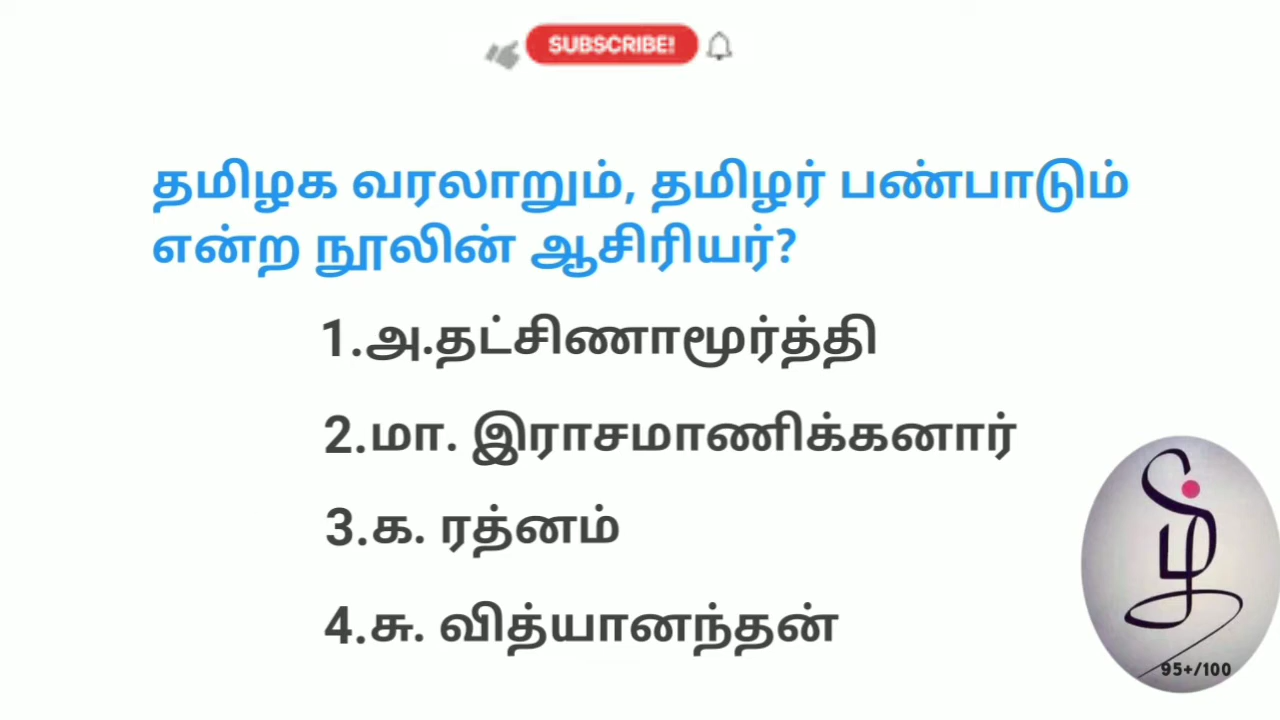 SUBSCRIBE!
தமிழக வரலாறும், தமிழர் பண்பாடும்
என்ற நூலின் ஆசிரியர்?
1.அ.தட்சிணாமூர்த்தி
2.மா. இராசமாணிக்கனார்
3.க. ரத்னம்
4.சு. வித்யானந்தன்
ழ்
95+/100